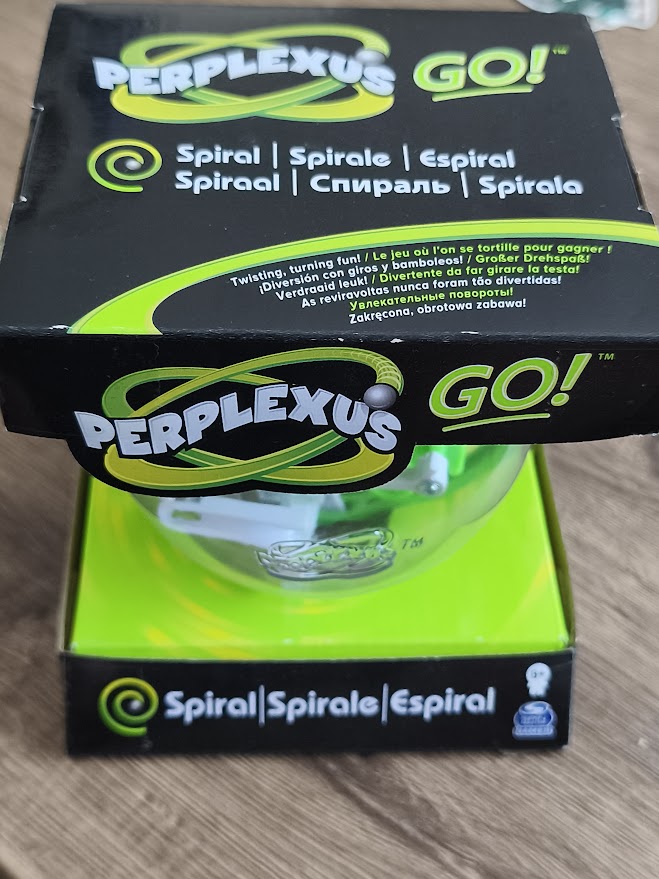 PERPLEXUS GO!™
Spiral | Spirale | Espiral
Spiraal | Спираль | Spirala
Twisting, turning fun! / Le jeu où l'on se tortille pour gagner !
¡Diversión con giros y bamboleos! / Großer Drehspaß!
Verdraaid leuk! / Divertente da far girare la testa!
As reviravoltas nunca foram tão divertidas!
Увлекательные повороты!
Zakręcona, obrotowa zabawa!
PERPLEXUS GO!™
TM
Spiral|Spirale|Espiral